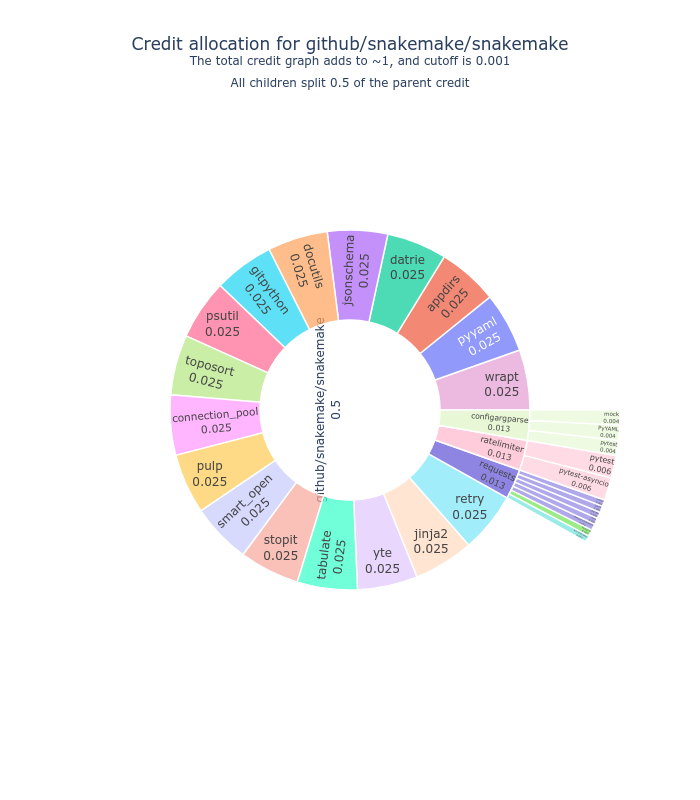 Credit allocation for github/snakemake/snakemake
The total credit graph adds to ~1, and cutoff is 0.001
All children split 0.5 of the parent credit
github/snakemake/snakemake
0.5
wrapt
0.025
pyyaml
0.025
appdirs
0.025
datrie
0.025
jsonschema
0.025
docutils
0.025
gitpython
0.025
psutil
0.025
toposort
0.025
connection_pool
0.025
pulp
0.025
smart_open
0.025
stopit
0.025
tabulate
0.025
yte
0.025
jinja2
0.025
retry
0.025
requests
0.013
ratelimiter
0.013
configargparse
0.013
mock
0.004
PyYAML
0.004
pytest
0.004
pytest
0.006
pytest-asyncio
0.006